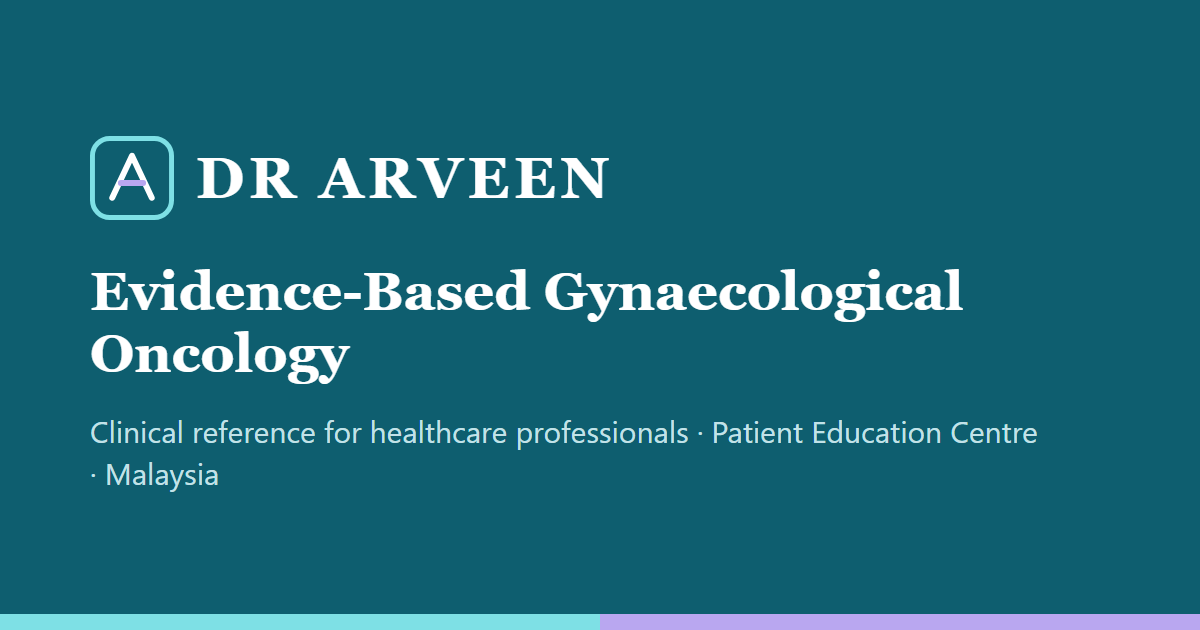 A DR ARVEEN
Evidence-Based Gynaecological
Oncology
Clinical reference for healthcare professionals · Patient Education Centre
· Malaysia